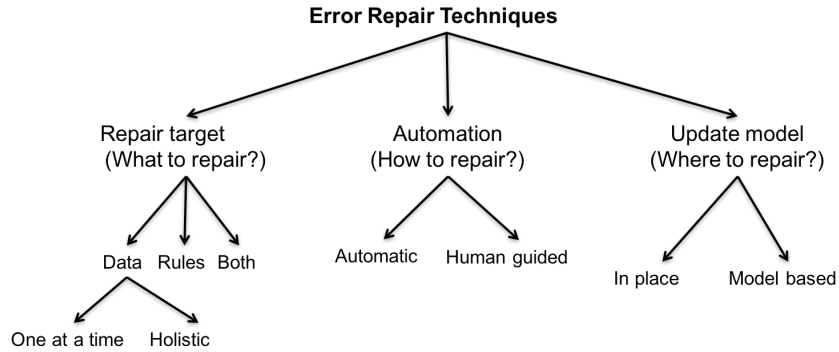 Error Repair Techniques
Repair target
(What to repair?)
Automation
(How to repair?)
Update model
(Where to repair?)
Data
Rules
Both
Automatic
Human guided
In place
Model based
One at a time
Holistic